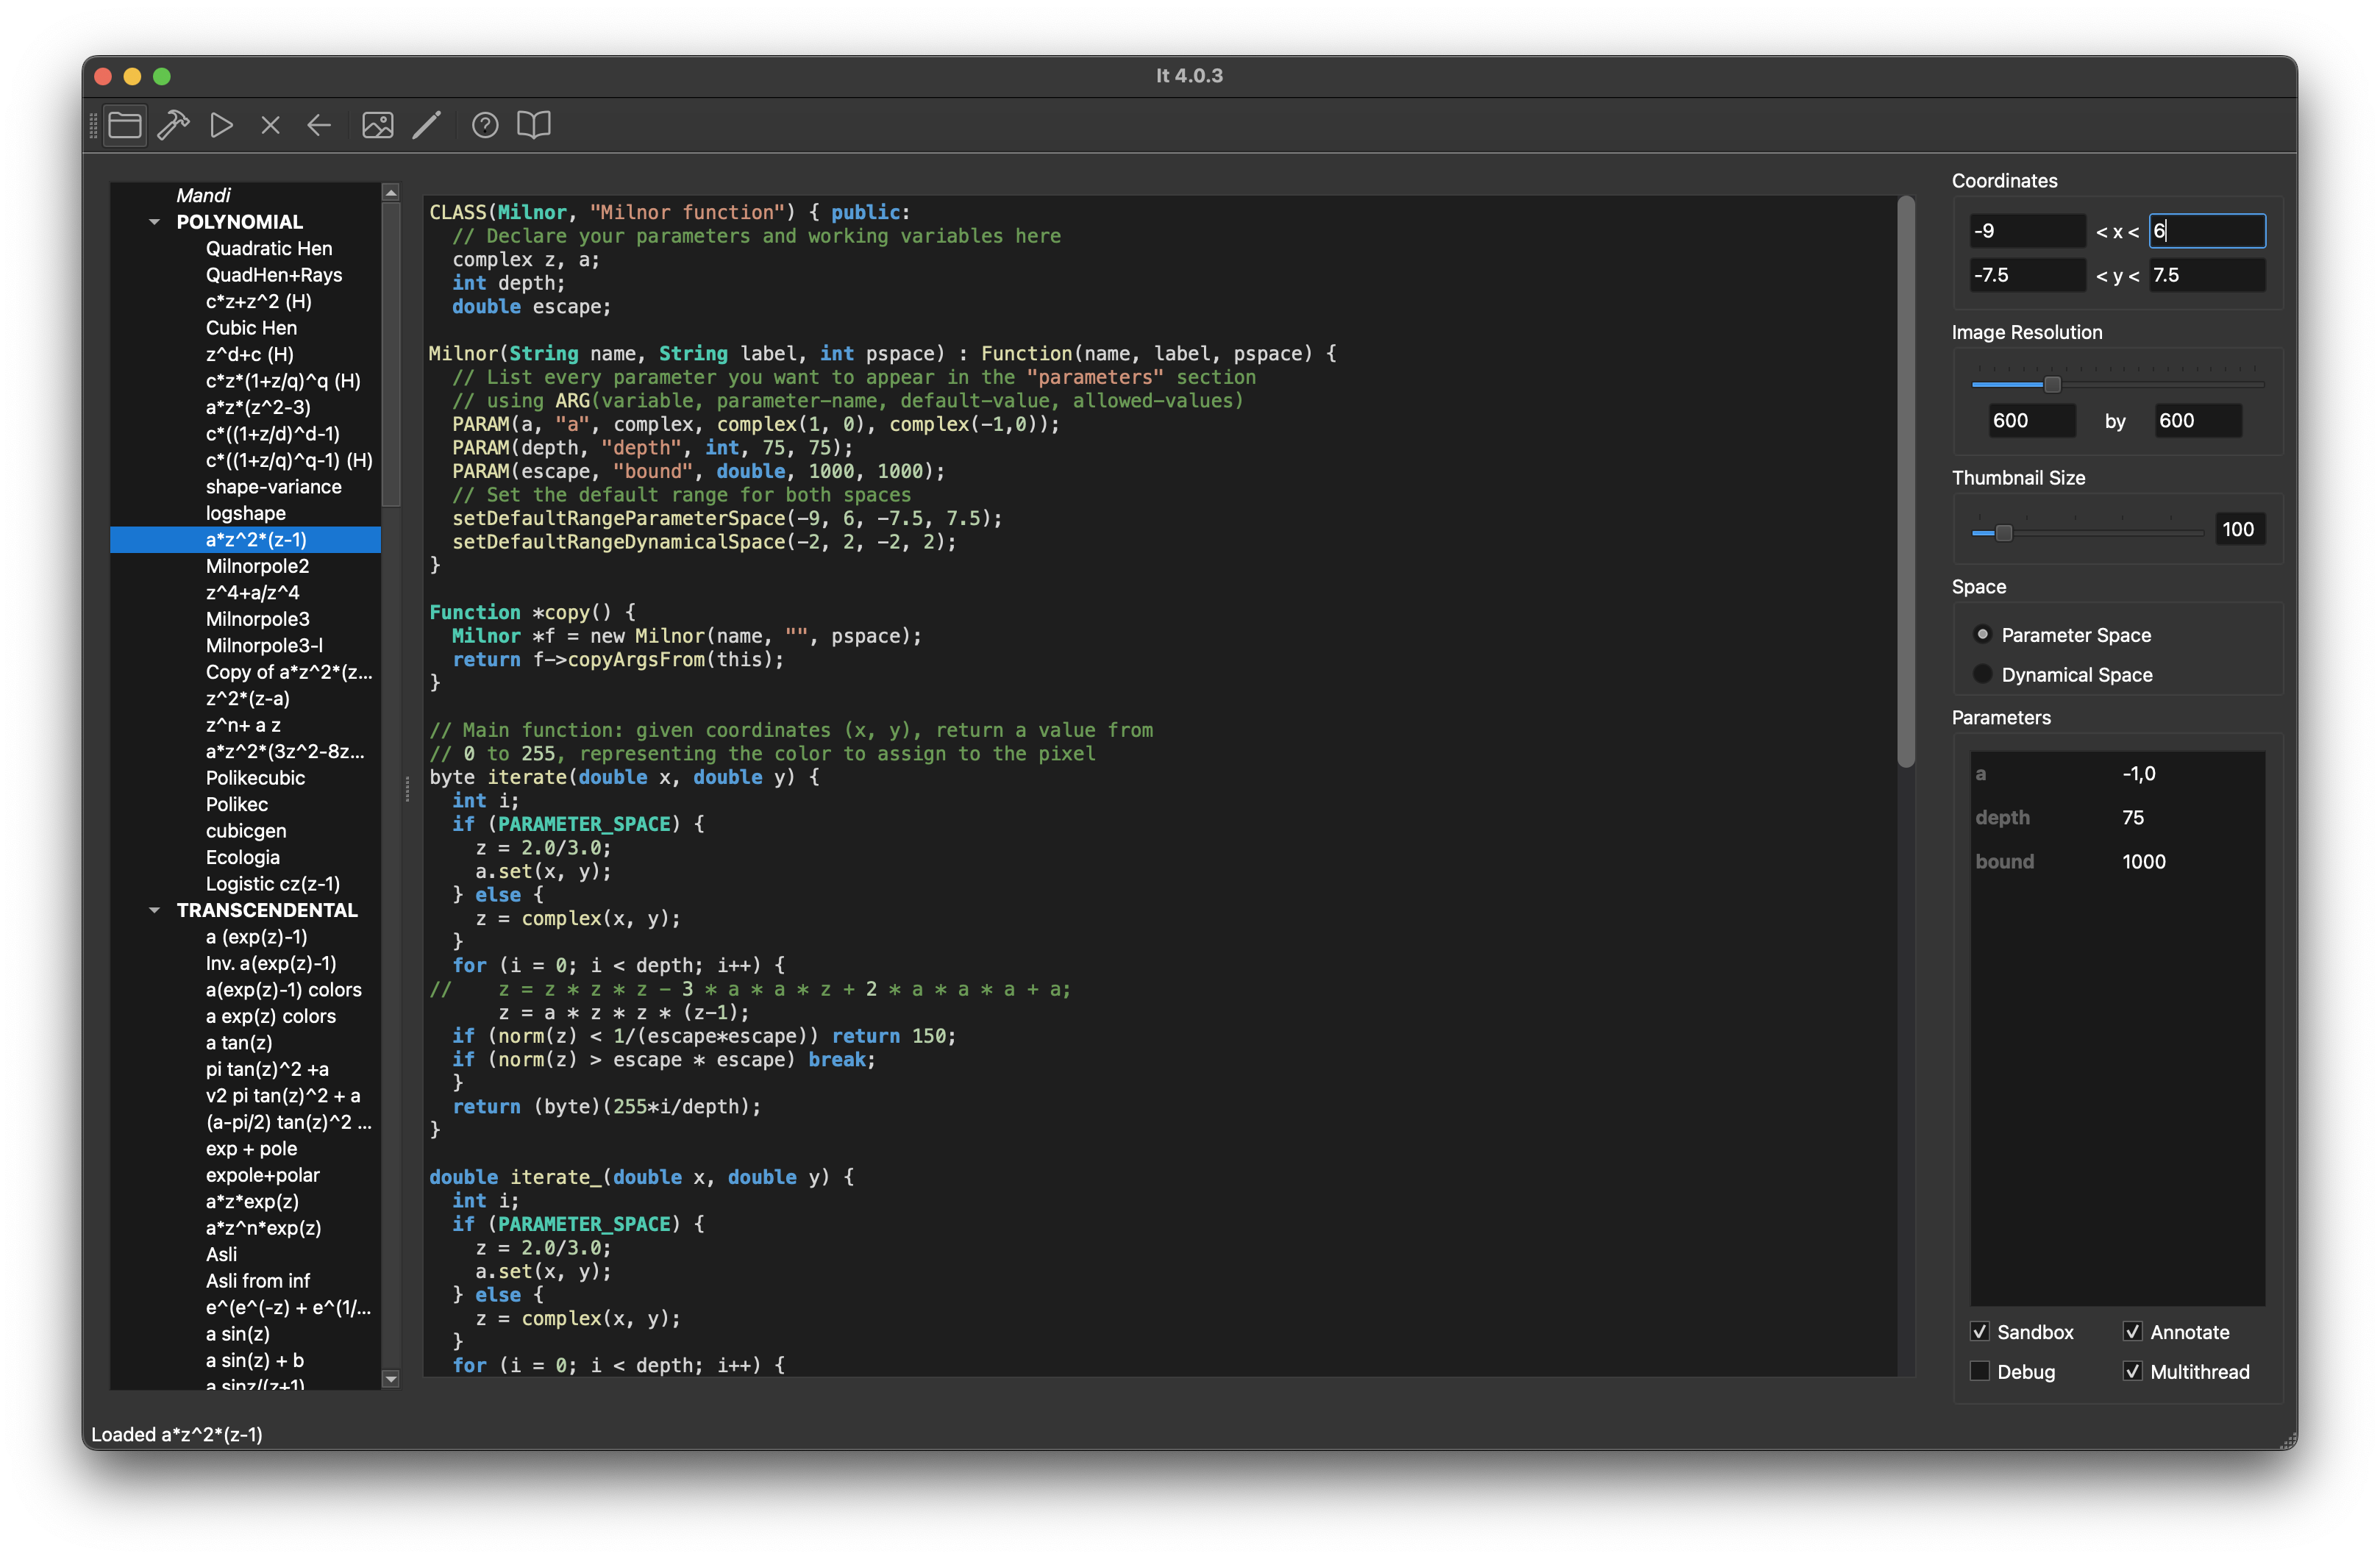 It 4.0.3
Mandi
POLYNOMIAL
Quadratic Hen
QuadHen+Rays
c*z+z^2 (H)
Cubic Hen
z^d+c (H)
c*z*(1+z/q)^q (H)
a*z*(z^2-3)
c*((1+z/d)^d-1)
c*((1+z/q)^q-1) (H)
shape-variance
logshape
a*z^2*(z-1)
Milnorpole2
z^4+a/z^4
Milnorpole3
Milnorpole3-I
Copy of a*z^2*(z...
z^2*(z-a)
z^n+ a z
a*z^2*(3z^2-8z...
Polikecubic
Polikec
cubicgen
Ecologia
Logistic cz(z-1)
TRANSCENDENTAL
a (exp(z)-1)
Inv. a(exp(z)-1)
a(exp(z)-1) colors
a exp(z) colors
a tan(z)
pi tan(z)^2 +a
v2 pi tan(z)^2 + a
(a-pi/2) tan(z)^2 ...
exp + pole
expole+polar
a*z*exp(z)
a*z^n*exp(z)
Asli
Asli from inf
e^(e^(-z) + e^(1/...
a sin(z)
a sin(z) + b
a sinz/((z+1)
CLASS(Milnor, "Milnor function") { public:
  // Declare your parameters and working variables here
  complex z, a;
  int depth;
  double escape;
Milnor(String name, String label, int pspace) : Function(name, label, pspace) {
  // List every parameter you want to appear in the "parameters" section
  // using ARG(variable, parameter-name, default-value, allowed-values)
  PARAM(a, "a", complex, complex(1, 0), complex(-1,0));
  PARAM(depth, "depth", int, 75, 75);
  PARAM(escape, "bound", double, 1000, 1000);
  // Set the default range for both spaces
  setDefaultRangeParameterSpace(-9, 6, -7.5, 7.5);
  setDefaultRangeDynamicalSpace(-2, 2, -2, 2);
}
Function *copy() {
  Milnor *f = new Milnor(name, "", pspace);
  return f->copyArgsFrom(this);
}
// Main function: given coordinates (x, y), return a value from
// 0 to 255, representing the color to assign to the pixel
byte iterate(double x, double y) {
  int i;
  if (PARAMETER_SPACE) {
    z = 2.0/3.0;
    a.set(x, y);
  } else {
    z = complex(x, y);
  }
  for (i = 0; i < depth; i++) {
//    z = z * z * z - 3 * a * a * z + 2 * a * a * a + a;
      z = a * z * z * (z-1);
  if (norm(z) < 1/(escape*escape)) return 150;
  if (norm(z) > escape * escape) break;
  }
  return (byte)(255*i/depth);
}
double iterate_(double x, double y) {
  int i;
  if (PARAMETER_SPACE) {
    z = 2.0/3.0;
    a.set(x, y);
  } else {
    z = complex(x, y);
  }
  for (i = 0; i < depth; i++) {
Coordinates
-9 < x < 6
-7.5 < y < 7.5
Image Resolution
600 by 600
Thumbnail Size
100
Space
Parameter Space
Dynamical Space
Parameters
a -1,0
depth 75
bound 1000
Sandbox Annotate
Debug Multithread
Loaded a*z^2*(z-1)